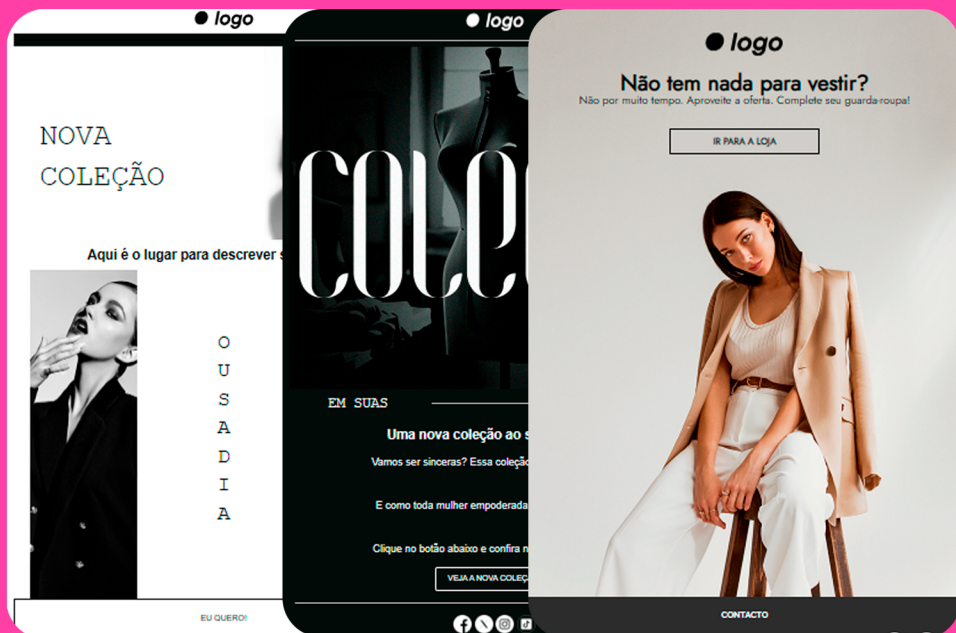 logo
NOVA
COLEÇÃO
Aqui é o lugar para descrever
O
U
S
A
D
I
A
EU QUERO!
logo
COLE
EM SUAS
Uma nova coleção ao
Vamos ser sinceras? Essa coleção
E como toda mulher empoderada
Clique no botão abaixo e confira
VEJA A NOVA
logo
Não tem nada para vestir?
Não por muito tempo. Aproveite a oferta. Complete seu guarda-roupa!
IR PARA A LOJA
CONTACTO